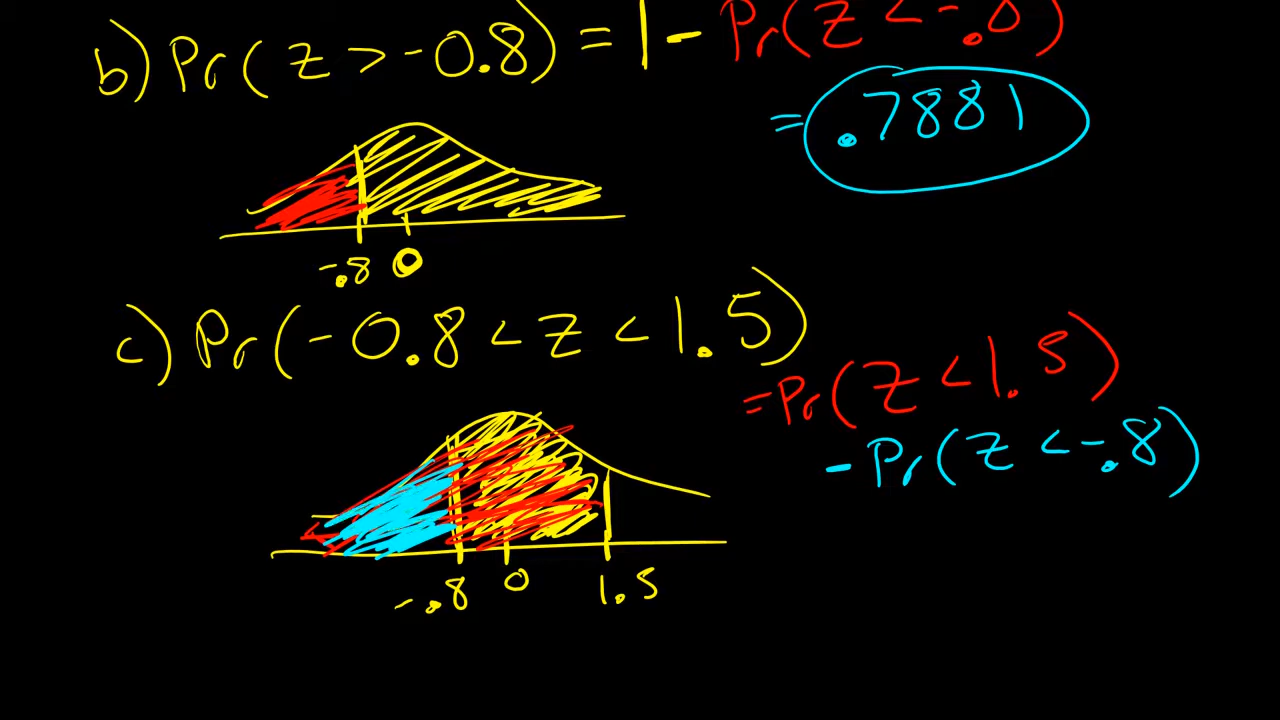 b) Pr(z > -0.8) = 1 - Pr(z < -.8)
= .7881
-.8 0
c) Pr(-0.8 < z < 1.5)
= Pr(z < 1.5)
- Pr(z < -.8)
-.8 0 1.5